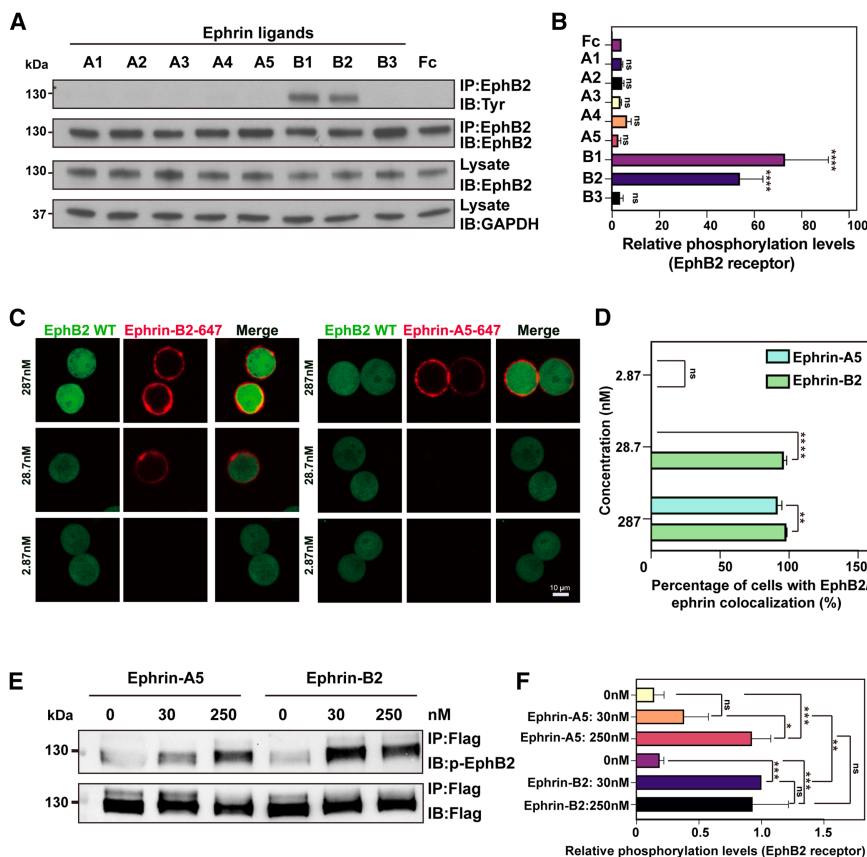 A
Ephrin ligands
kDa
A1 A2 A3 A4 A5 B1 B2 B3 Fc
130
IP:EphB2
IB:Tyr
130
IP:EphB2
IB:EphB2
130
Lysate
IB:EphB2
37
Lysate
IB:GAPDH
B
Fc
A1 ns
A2 ns
A3 ns
A4 ns
A5 ns
B1 ****
B2 ****
B3 ns
0 20 40 60 80 100
Relative phosphorylation levels
(EphB2 receptor)
C
EphB2 WT Ephrin-B2-647 Merge EphB2 WT Ephrin-A5-647 Merge
287nM 287nM
28.7nM 28.7nM
2.87nM 2.87nM
10 µm
D
Ephrin-A5
Ephrin-B2
Concentration (nM)
2.87 ns
28.7 ****
287 **
0 50 100 150
Percentage of cells with EphB2/
ephrin colocalization (%)
E
Ephrin-A5 Ephrin-B2
kDa 0 30 250 0 30 250 nM
130
IP:Flag
IB:p-EphB2
130
IP:Flag
IB:Flag
F
0nM
Ephrin-A5: 30nM
Ephrin-A5: 250nM
0nM
Ephrin-B2: 30nM
Ephrin-B2:250nM
ns * *** ** ns
*** ns ***
0 0.5 1.0 1.5
Relative phosphorylation levels (EphB2 receptor)